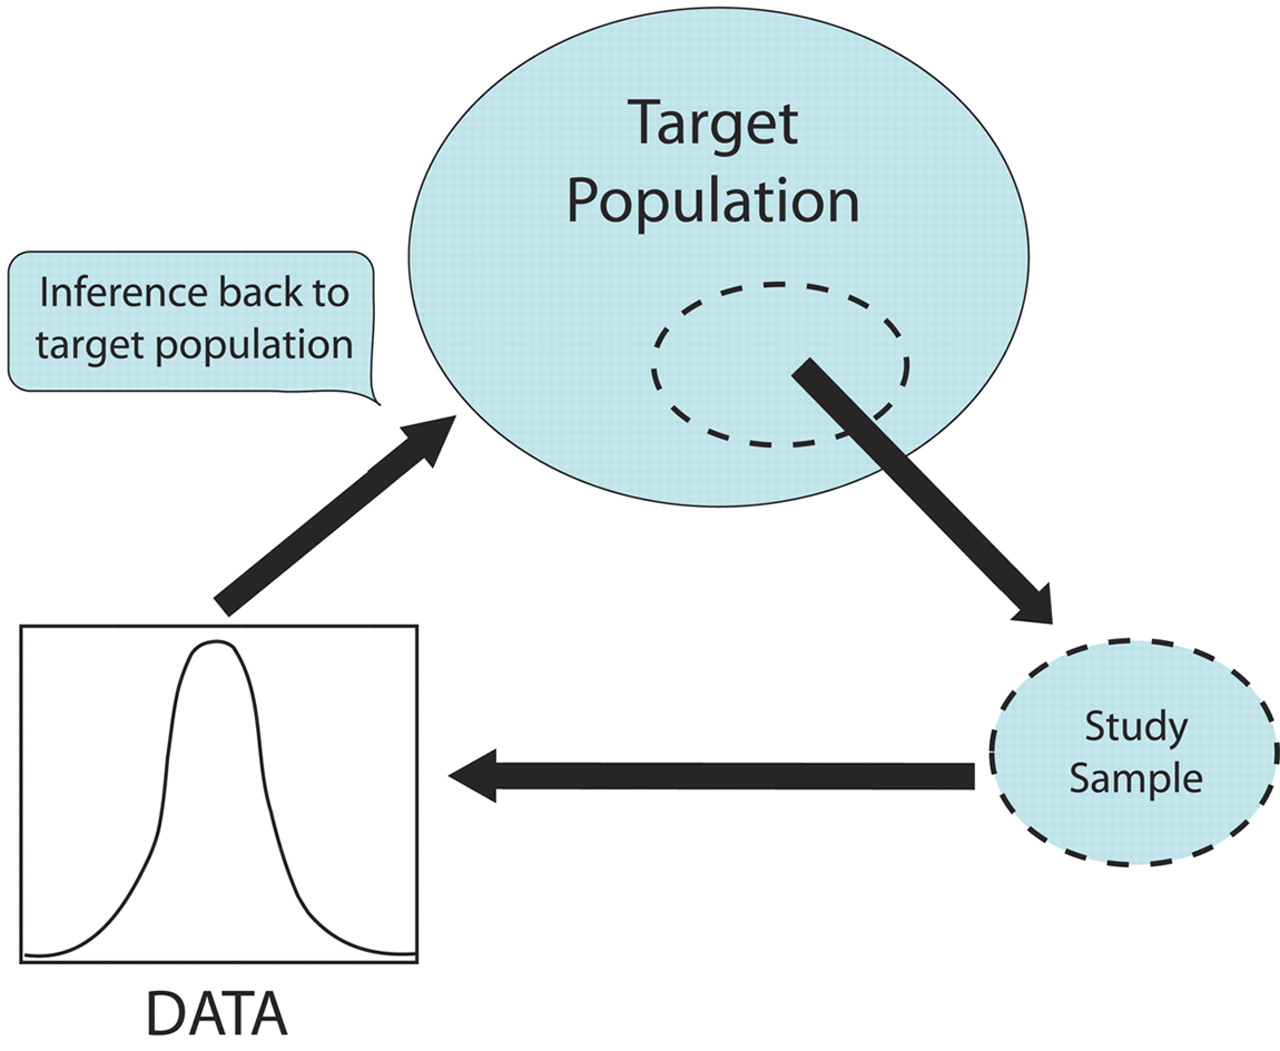 Target
Population
Inference back to
target population
Study
Sample
DATA